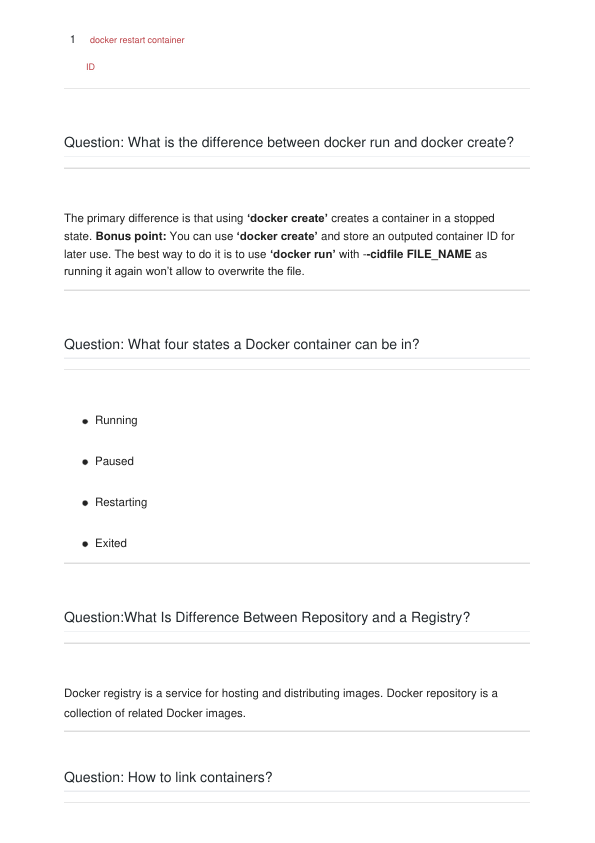 1 docker restart container
ID
Question: What is the difference between docker run and docker create?
The primary difference is that using ‘docker create’ creates a container in a stopped
state. Bonus point: You can use ‘docker create’ and store an outputed container ID for
later use. The best way to do it is to use ‘docker run’ with --cidfile FILE_NAME as
running it again won’t allow to overwrite the file.
Question: What four states a Docker container can be in?
● Running
● Paused
● Restarting
● Exited
Question:What Is Difference Between Repository and a Registry?
Docker registry is a service for hosting and distributing images. Docker repository is a
collection of related Docker images.
Question: How to link containers?